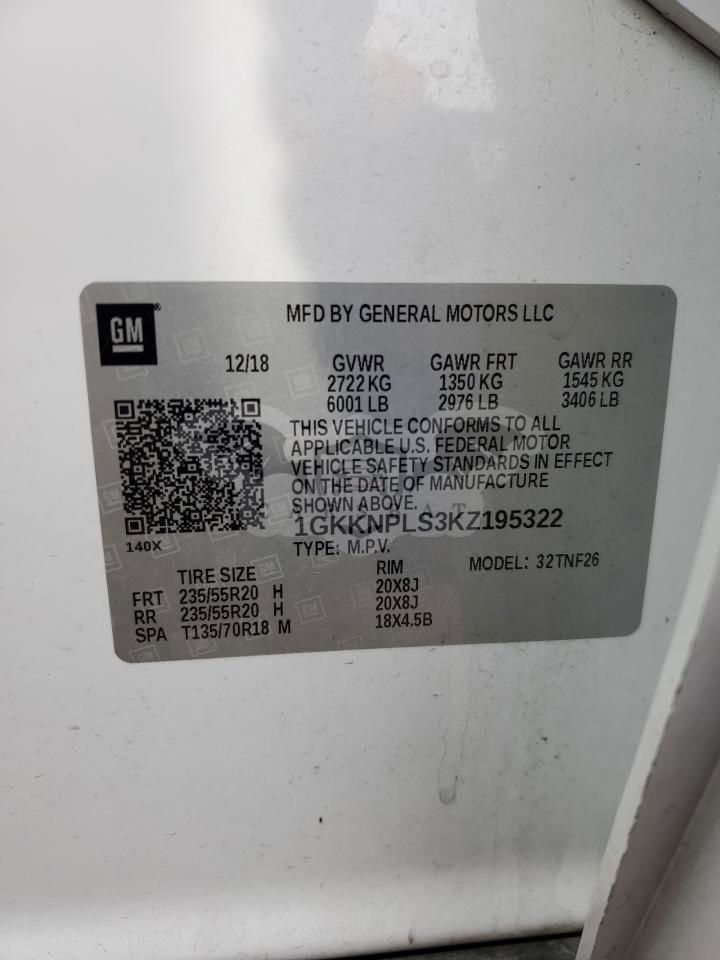 GM
MFD BY GENERAL MOTORS LLC
12/18 GVWR GAWR FRT GAWR RR
2722 KG 1350 KG 1545 KG
6001 LB 2976 LB 3406 LB
THIS VEHICLE CONFORMS TO ALL
APPLICABLE U.S. FEDERAL MOTOR
VEHICLE SAFETY STANDARDS IN EFFECT
ON THE DATE OF MANUFACTURE
SHOWN ABOVE.
1GKKNPLS3KZ195322
140X TYPE: M.P.V. MODEL: 32TNF26
TIRE SIZE RIM
FRT 235/55R20 H 20X8J
RR 235/55R20 H 20X8J
SPA T135/70R18 M 18X4.5B